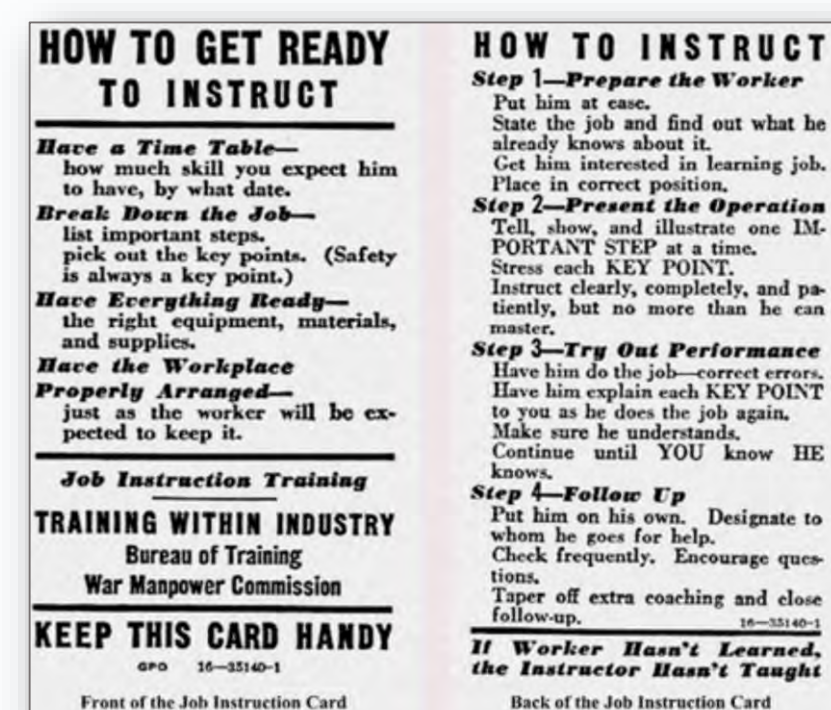 HOW TO GET READY
TO INSTRUCT
Have a Time Table—
how much skill you expect him
to have, by what date.
Break Down the Job—
list important steps.
pick out the key points. (Safety
is always a key point.)
Have Everything Ready—
the right equipment, materials,
and supplies.
Have the Workplace
Properly Arranged—
just as the worker will be ex-
pected to keep it.
Job Instruction Training
TRAINING WITHIN INDUSTRY
Bureau of Training
War Manpower Commission
KEEP THIS CARD HANDY
GPO 16—35140-1
Front of the Job Instruction Card
HOW TO INSTRUCT
Step 1—Prepare the Worker
Put him at ease.
State the job and find out what he
already knows about it.
Get him interested in learning job.
Place in correct position.
Step 2—Present the Operation
Tell, show, and illustrate one IM-
PORTANT STEP at a time.
Stress each KEY POINT.
Instruct clearly, completely, and pa-
tiently, but no more than he can
master.
Step 3—Try Out Performance
Have him do the job—correct errors.
Have him explain each KEY POINT
to you as he does the job again.
Make sure he understands.
Continue until YOU know HE
knows.
Step 4—Follow Up
Put him on his own. Designate to
whom he goes for help.
Check frequently. Encourage ques-
tions.
Taper off extra coaching and close
follow-up. 16—35140-1
If Worker Hasn't Learned,
the Instructor Hasn't Taught
Back of the Job Instruction Card